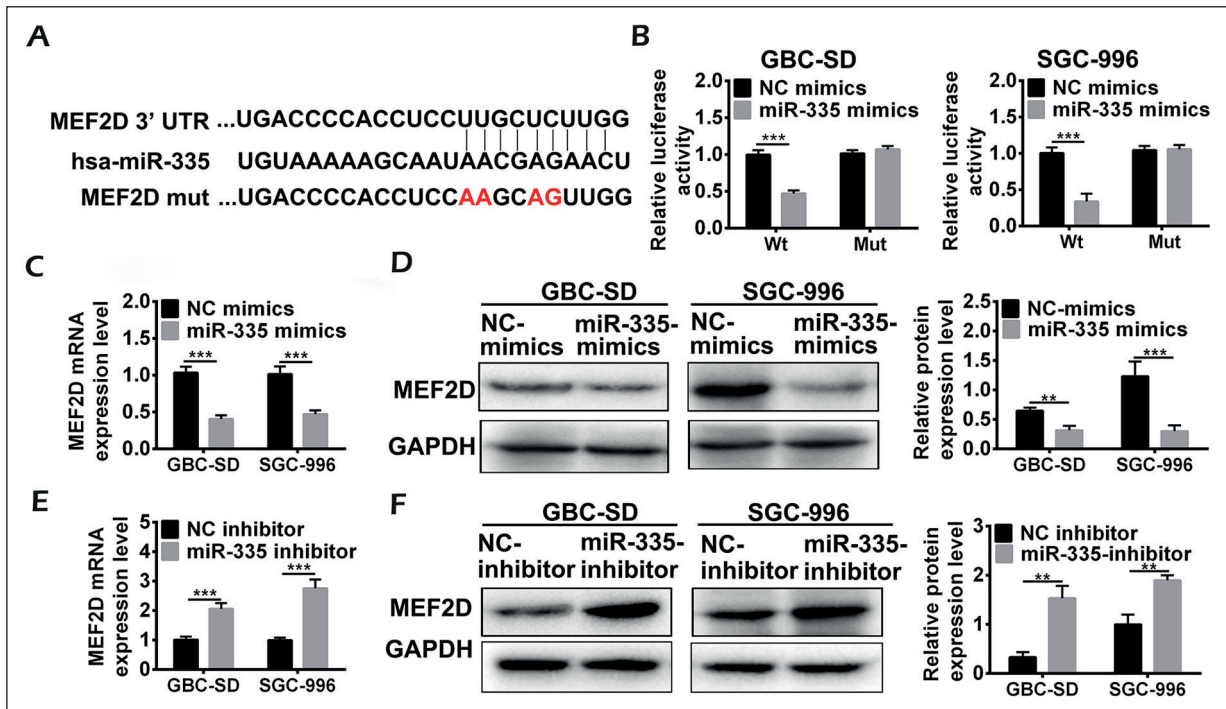 A
MEF2D 3' UTR ...UGACCCCACCUCCUUGCUCUUGG
hsa-miR-335 UGUAAAAAGCAAUAACGAGAACU
MEF2D mut ...UGACCCCACCUCCAAGCAGUUGG
B
GBC-SD
Relative luciferase activity
2.0
1.5
1.0
0.5
0.0
NC mimics
miR-335 mimics
***
Wt Mut
SGC-996
Relative luciferase activity
2.0
1.5
1.0
0.5
0.0
NC mimics
miR-335 mimics
***
Wt Mut
C
MEF2D mRNA expression level
2.0
1.5
1.0
0.5
0.0
NC mimics
miR-335 mimics
*** ***
GBC-SD SGC-996
D
GBC-SD SGC-996
NC-mimics miR-335-mimics NC-mimics miR-335-mimics
MEF2D
GAPDH
Relative protein expression level
2.5
2.0
1.5
1.0
0.5
0.0
NC-mimics
miR-335 mimics
** ***
GBC-SD SGC-996
E
MEF2D mRNA expression level
5
4
3
2
1
0
NC inhibitor
miR-335 inhibitor
*** ***
GBC-SD SGC-996
F
GBC-SD SGC-996
NC-inhibitor miR-335-inhibitor NC-inhibitor miR-335-inhibitor
MEF2D
GAPDH
Relative protein expression level
3
2
1
0
NC inhibitor
miR-335-inhibitor
** **
GBC-SD SGC-996